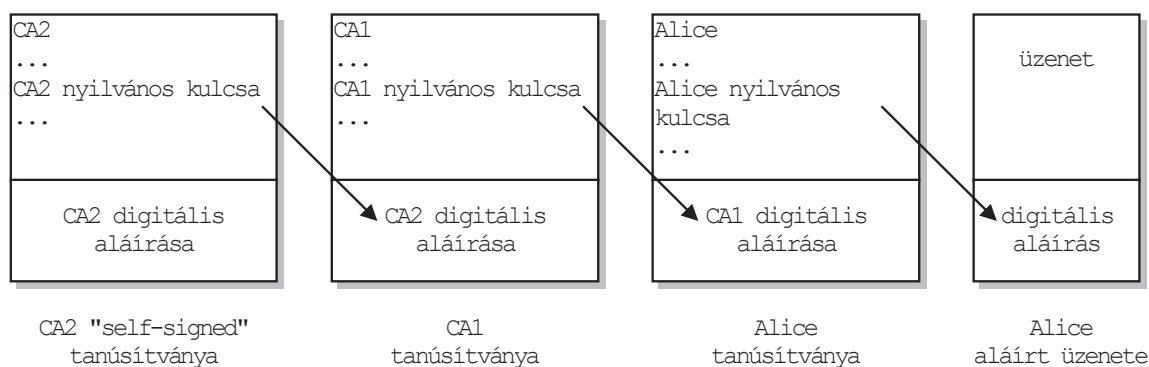 CA2
...
CA2 nyilvános kulcsa
...
CA2 digitális
aláírása
CA2 "self-signed"
tanúsítványa
CA1
...
CA1 nyilvános kulcsa
...
CA2 digitális
aláírása
CA1
tanúsítványa
Alice
...
Alice nyilvános
kulcsa
...
CA1 digitális
aláírása
Alice
tanúsítványa
üzenet
digitális
aláírás
Alice
aláírt üzenete